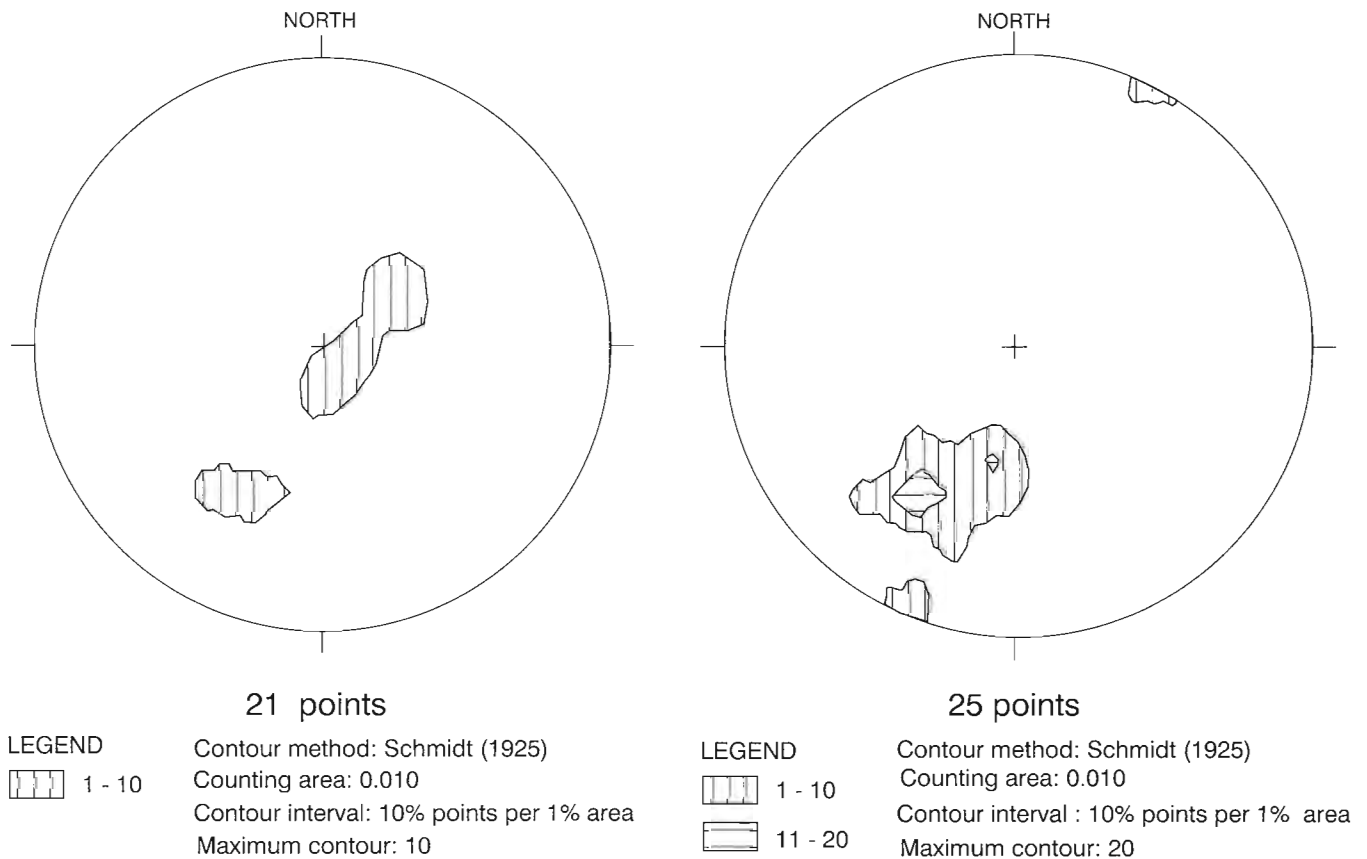 NORTH
21 points
LEGEND
1 - 10
Contour method: Schmidt (1925)
Counting area: 0.010
Contour interval: 10% points per 1% area
Maximum contour: 10
NORTH
25 points
LEGEND
1 - 10
11 - 20
Contour method: Schmidt (1925)
Counting area: 0.010
Contour interval : 10% points per 1% area
Maximum contour: 20